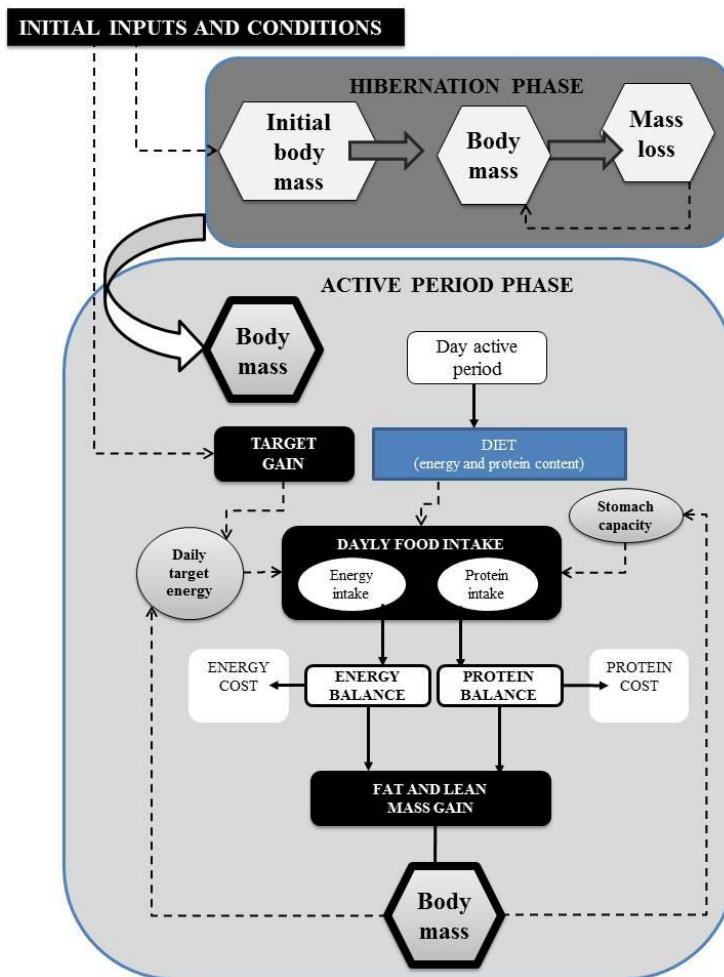 INITIAL INPUTS AND CONDITIONS
HIBERNATION PHASE
Initial
body
mass
Body
mass
Mass
loss
ACTIVE PERIOD PHASE
Body
mass
Day active
period
TARGET
GAIN
DIET
(energy and protein content)
Stomach
capacity
Daily
target
energy
DAYLY FOOD INTAKE
Energy
intake
Protein
intake
ENERGY
COST
ENERGY
BALANCE
PROTEIN
BALANCE
PROTEIN
COST
FAT AND LEAN
MASS GAIN
Body
mass